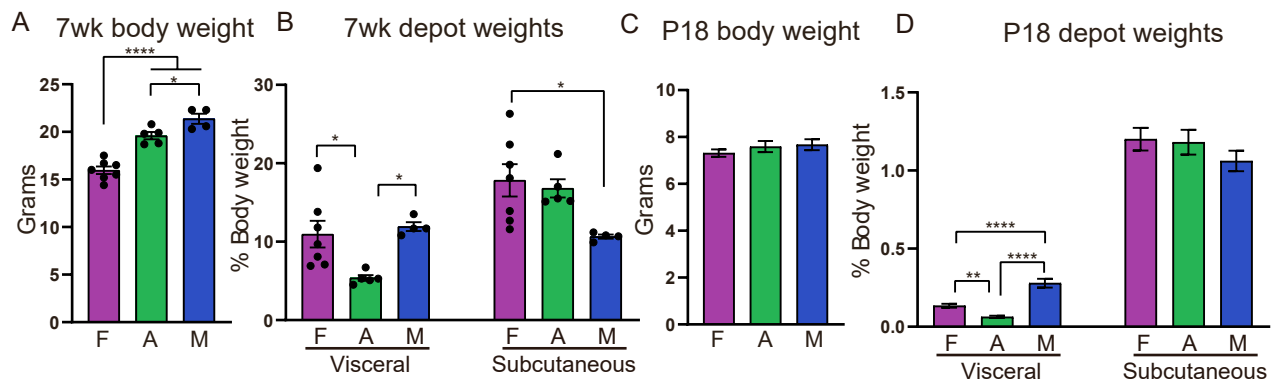 A 7wk body weight
Grams
25
20
15
10
5
0
****
*
F A M
B 7wk depot weights
% Body weight
30
20
10
0
*
*
*
F A M F A M
Visceral Subcutaneous
C P18 body weight
Grams
10
8
6
4
2
0
F A M
D P18 depot weights
% Body weight
1.5
1.0
0.5
0.0
****
**
****
F A M F A M
Visceral Subcutaneous